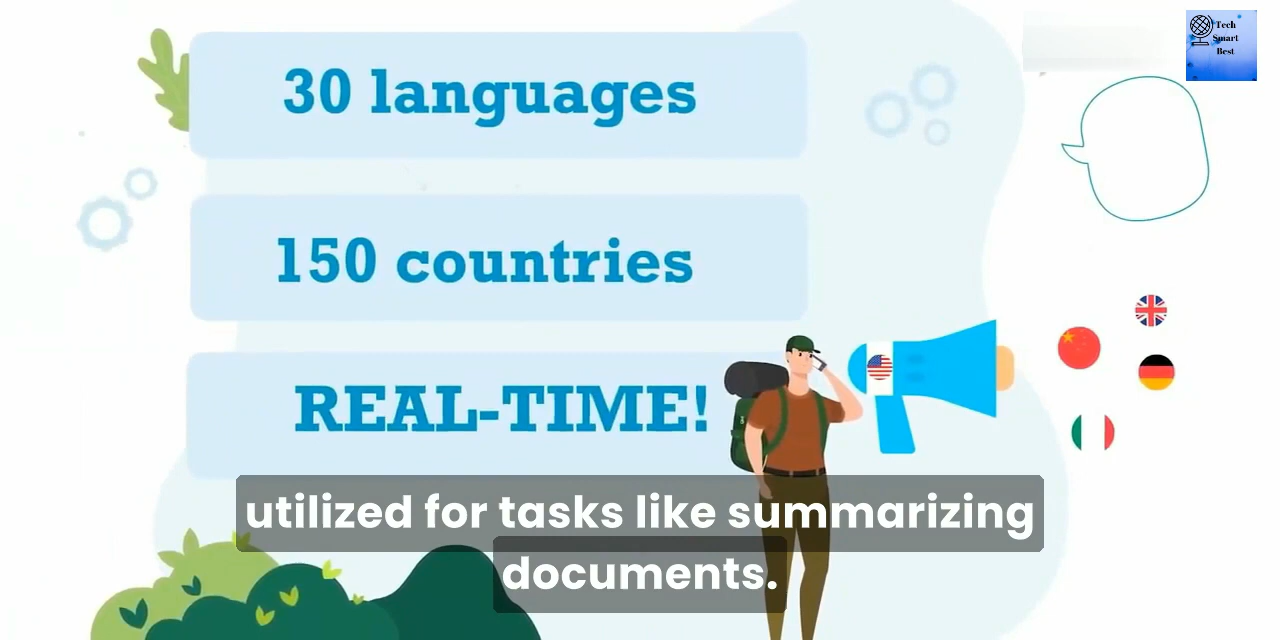 Tech
Smart
Best
30 languages
150 countries
REAL-TIME!
utilized for tasks like summarizing
documents.